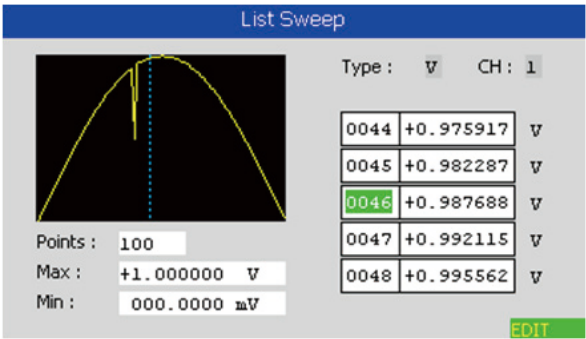 List Sweep
Type : V CH : 1
0044 +0.975917 V
0045 +0.982287 V
0046 +0.987688 V
0047 +0.992115 V
0048 +0.995562 V
Points : 100
Max : +1.000000 V
Min : 000.0000 mV
EDIT